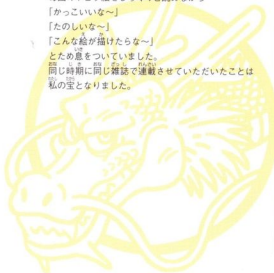 「かっこいいな〜」
「たのしいな〜」
「こんな絵が描けたらな〜」
とため息をついていました。
同じ時期に同じ雑誌で連載させていただいたことは
私の宝となりました。